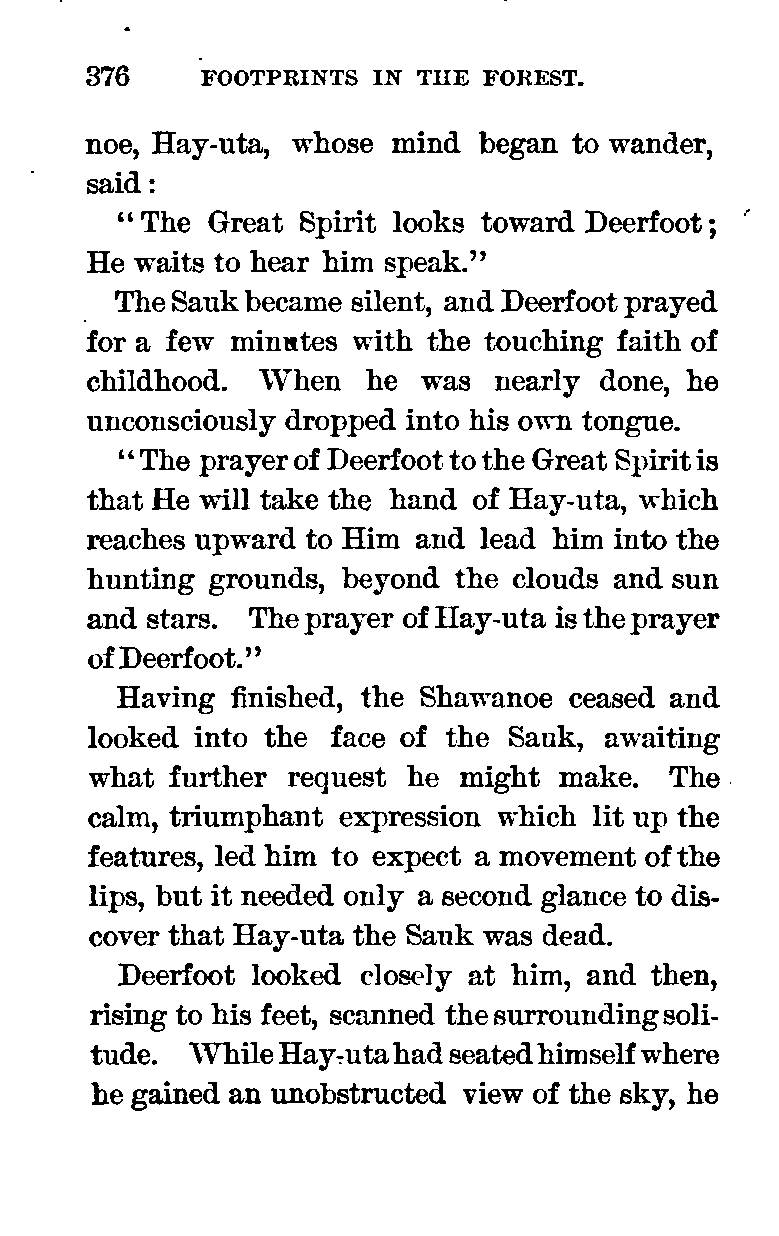 376 FOOTPRINTS IN THE FOREST.
noe, Hay-uta, whose mind began to wander,
said:
"The Great Spirit looks toward Deerfoot;
He waits to hear him speak."
The Sauk became silent, and Deerfoot prayed
for a few minutes with the touching faith of
childhood. When he was nearly done, he
unconsciously dropped into his own tongue.
"The prayer of Deerfoot to the Great Spirit is
that He will take the hand of Hay-uta, which
reaches upward to Him and lead him into the
hunting grounds, beyond the clouds and sun
and stars. The prayer of Hay-uta is the prayer
of Deerfoot."
Having finished, the Shawanoe ceased and
looked into the face of the Sauk, awaiting
what further request he might make. The
calm, triumphant expression which lit up the
features, led him to expect a movement of the
lips, but it needed only a second glance to dis-
cover that Hay-uta the Sauk was dead.
Deerfoot looked closely at him, and then,
rising to his feet, scanned the surrounding soli-
tude. While Hay-uta had seated himself where
he gained an unobstructed view of the sky, he